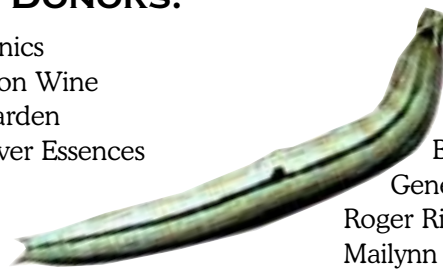 DONORS:
nics
on Wine
arden
ver Essences
B
Gene
Roger Ri
Mailynn